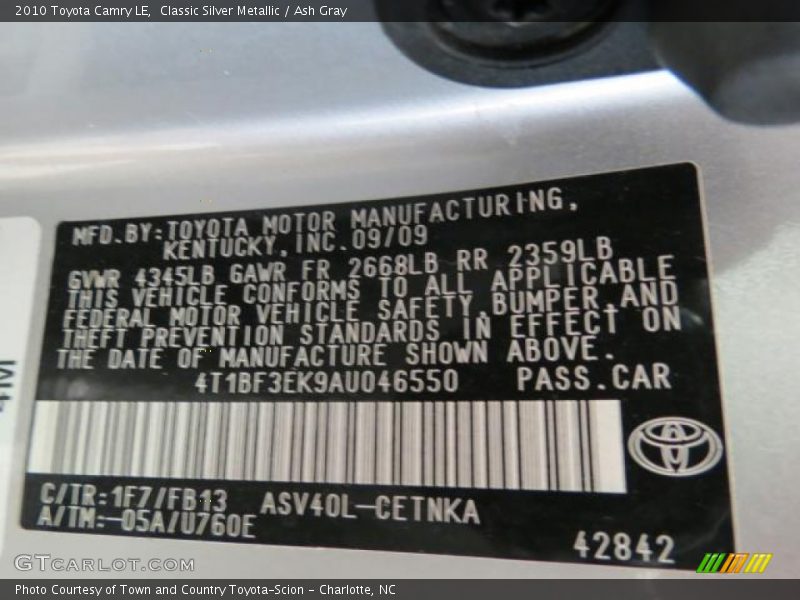 2010 Toyota Camry LE,  Classic Silver Metallic / Ash Gray
MFD.BY:TOYOTA MOTOR MANUFACTURING,
KENTUCKY,INC.09/09
GVWR 4345LB GAWR FR 2668LB RR 2359LB
THIS VEHICLE CONFORMS TO ALL APPLICABLE
FEDERAL MOTOR VEHICLE SAFETY,BUMPER,AND
THEFT PREVENTION STANDARDS IN EFFECT ON
THE DATE OF MANUFACTURE SHOWN ABOVE.
4T1BF3EK9AU046550 PASS.CAR
C/TR:1F7/FB13 ASV40L-CETNKA
A/TM:-05A/U760E
42842
GTCARLOT.COM
Photo Courtesy of Town and Country Toyota-Scion - Charlotte, NC